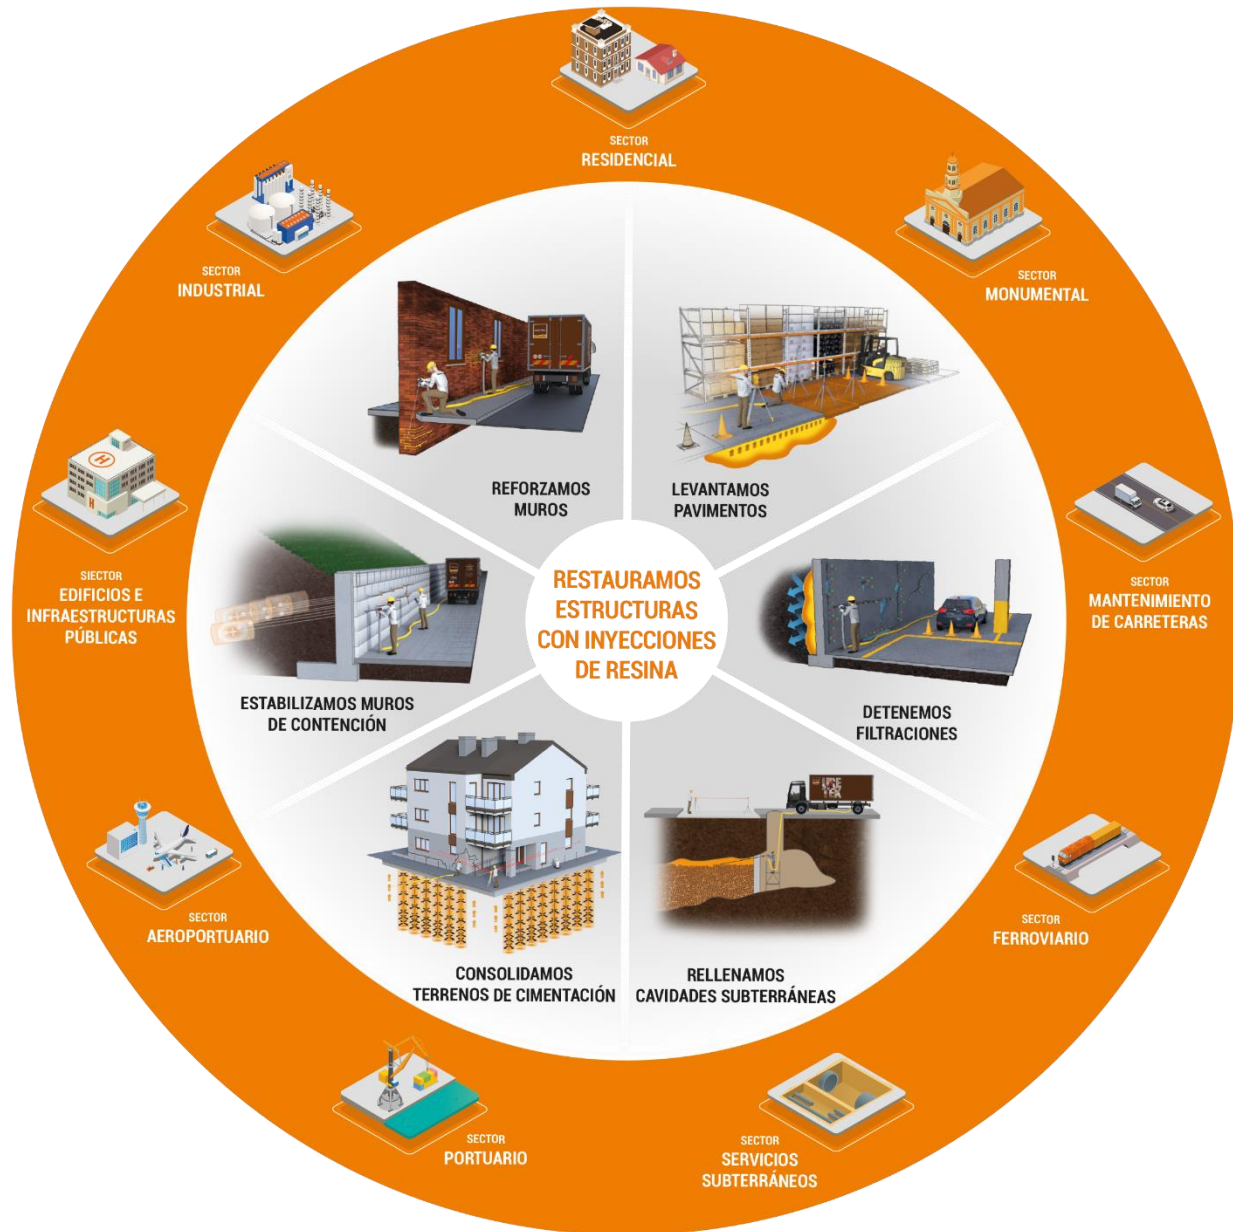 SECTOR
RESIDENCIAL
SECTOR
MONUMENTAL
SECTOR
MANTENIMIENTO
DE CARRETERAS
SECTOR
FERROVIARIO
SECTOR
SERVICIOS
SUBTERRÁNEOS
SECTOR
PORTUARIO
SECTOR
AEROPORTUARIO
SIECTOR
EDIFICIOS E
INFRAESTRUCTURAS
PÚBLICAS
H
H
SECTOR
INDUSTRIAL
REFORZAMOS
MUROS
LEVANTAMOS
PAVIMENTOS
DETENEMOS
FILTRACIONES
RELLENAMOS
CAVIDADES SUBTERRÁNEAS
CONSOLIDAMOS
TERRENOS DE CIMENTACIÓN
ESTABILIZAMOS MUROS
DE CONTENCIÓN
RESTAURAMOS
ESTRUCTURAS
CON INYECCIONES
DE RESINA